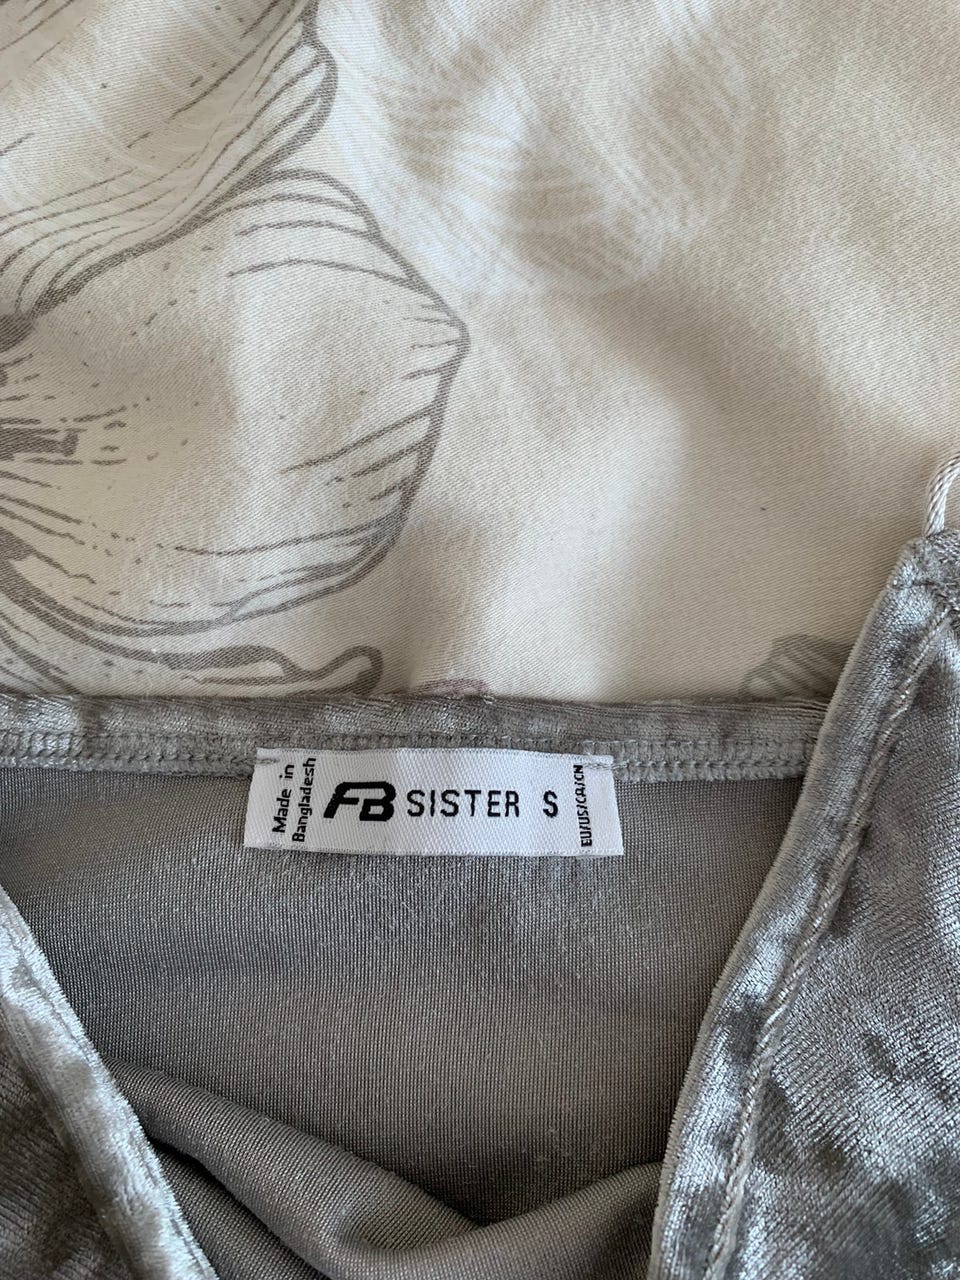 Made in
Bangladesh
FB SISTER S
EU/US/CA/CN